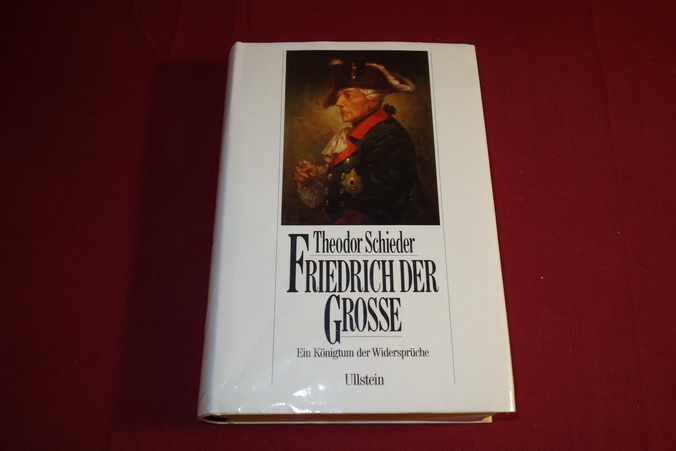 Theodor Schieder
FRIEDRICH DER
GROSSE
Ein Königtum der Widersprüche
Ullstein